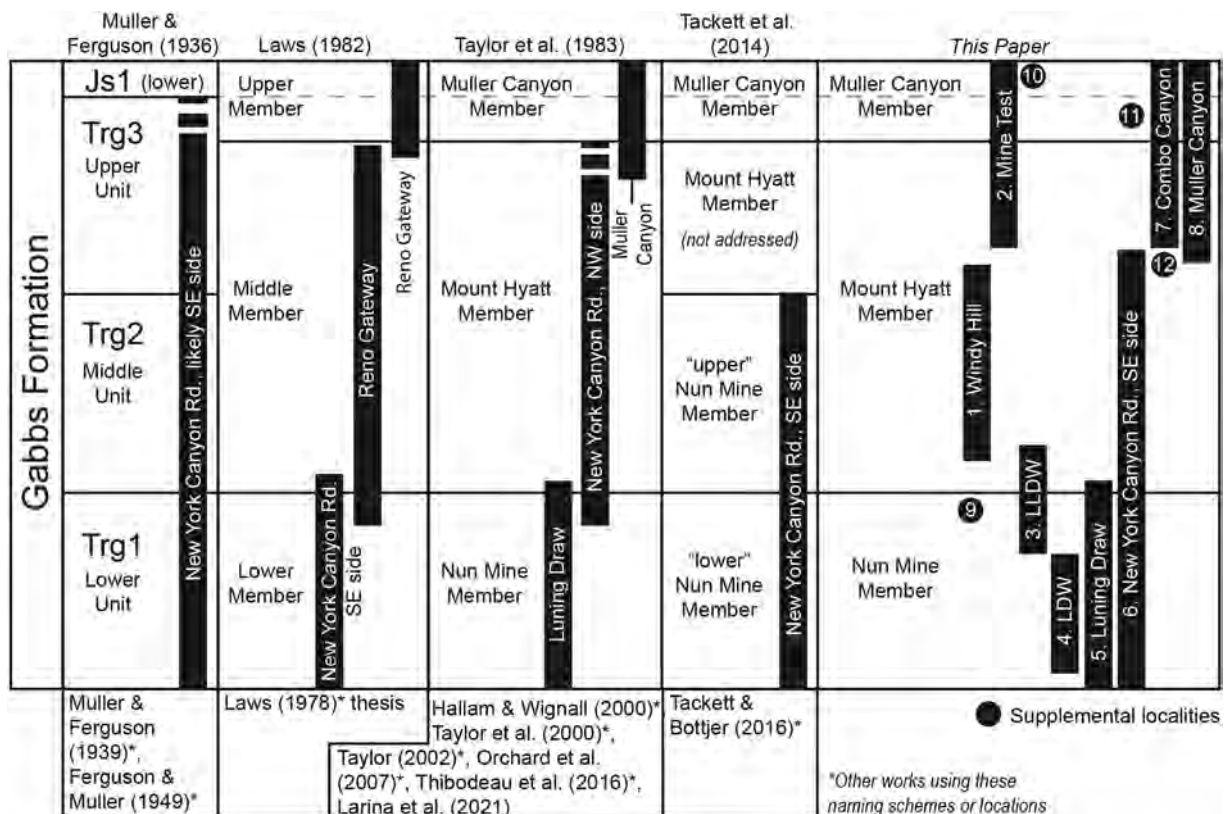 Muller &
Ferguson (1936)
Laws (1982)
Taylor et al. (1983)
Tackett et al.
(2014)
This Paper
Gabbs Formation
Js1 (lower)
Trg3
Upper
Unit
Trg2
Middle
Unit
Trg1
Lower
Unit
New York Canyon Rd., likely SE side
Upper
Member
Middle
Member
Lower
Member
New York Canyon Rd.
SE side
Reno Gateway
Reno Gateway
Muller Canyon
Member
Mount Hyatt
Member
Nun Mine
Member
Luning Draw
New York Canyon Rd., NW side
Muller
Canyon
Muller Canyon
Member
Mount Hyatt
Member
(not addressed)
"upper"
Nun Mine
Member
"lower"
Nun Mine
Member
New York Canyon Rd., SE side
Muller Canyon
Member
Mount Hyatt
Member
Nun Mine
Member
1. Windy Hill
2. Mine Test
3. LLDW
4. LDW
5. Luning Draw
6. New York Canyon Rd., SE side
7. Combo Canyon
8. Muller Canyon
9
10
11
12
Muller &
Ferguson
(1939)*,
Ferguson &
Muller (1949)*
Laws (1978)* thesis
Hallam & Wignall (2000)*,
Taylor et al. (2000)*,
Taylor (2002)*, Orchard et al.
(2007)*, Thibodeau et al. (2016)*,
Larina et al. (2021)
Tackett &
Bottjer (2016)*
Supplemental localities
*Other works using these
naming schemes or locations